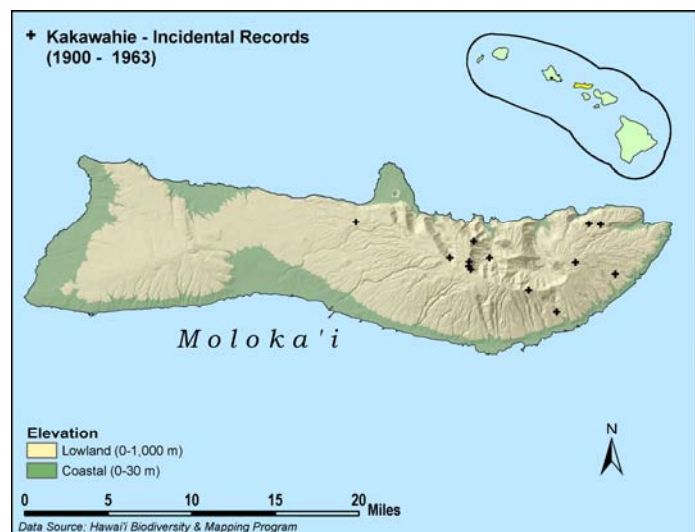 Kakawahie - Incidental Records
(1900 - 1963)
Moloka'i
Elevation
Lowland (0-1,000 m)
Coastal (0-30 m)
N
0 5 10 20
Miles
Data Source: Hawai'i Biodiversity & Mapping Program